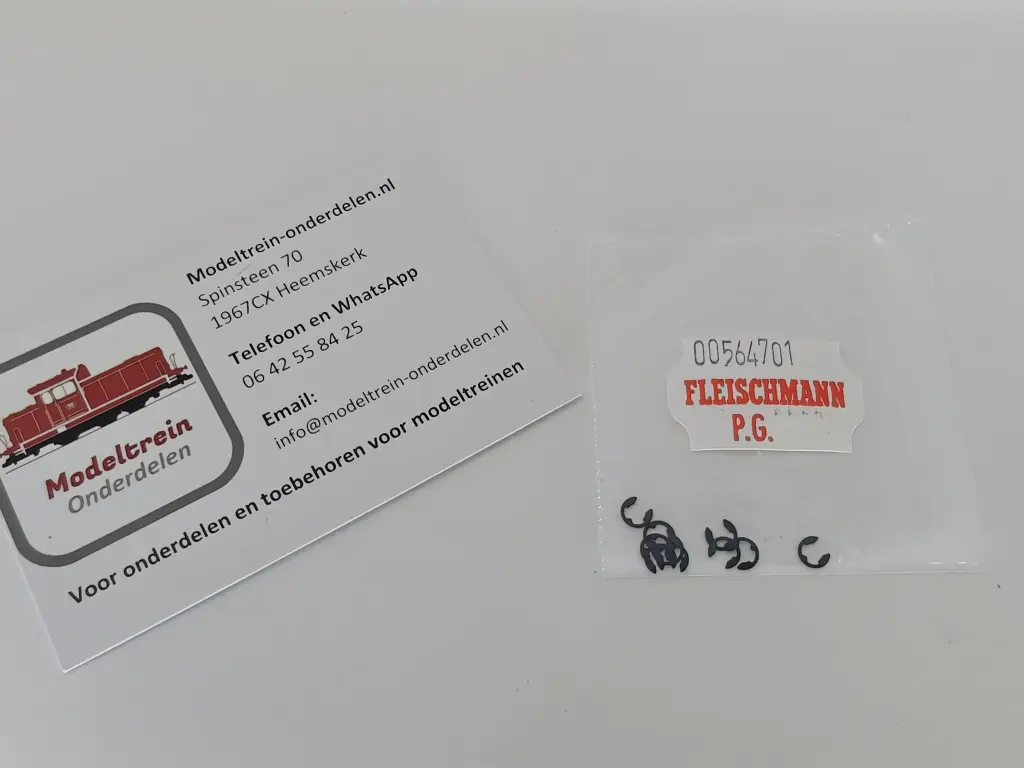 Modeltrein-onderdelen.nl
Spinsteen 70
1967CX Heemskerk
Telefoon en WhatsApp
06 42 55 84 25
Email:
info@modeltrein-onderdelen.nl
Voor onderdelen en toebehoren voor modeltreinen
Modeltrein
Onderdelen
00564701
FLEISCHMANN
P.G.